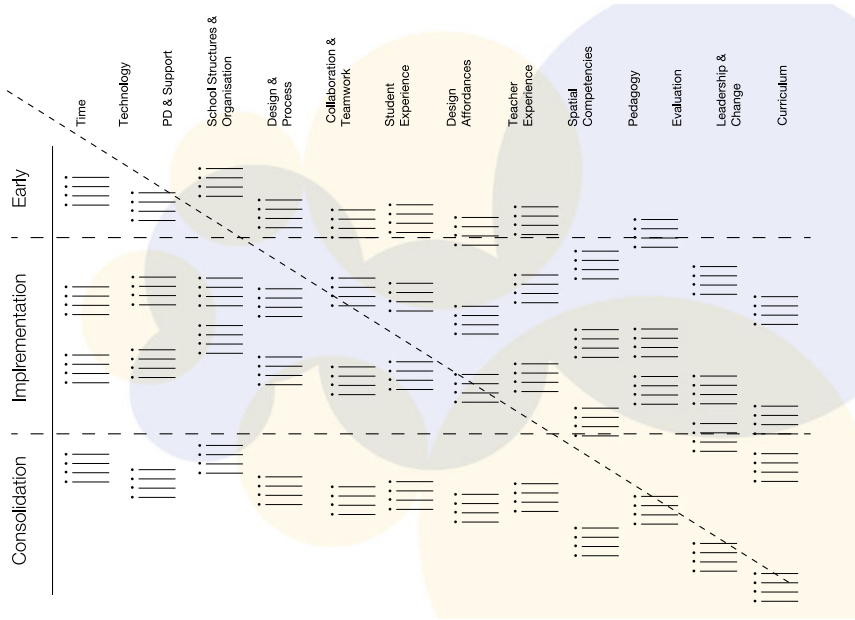 Time
Technology
PD & Support
School Structures &
Organisation
Design &
Process
Collaboration &
Teamwork
Student
Experience
Design
Affordances
Teacher
Experience
Spatial
Competencies
Pedagogy
Evaluation
Leadership &
Change
Curriculum
Early
Implrementation
Consolidation